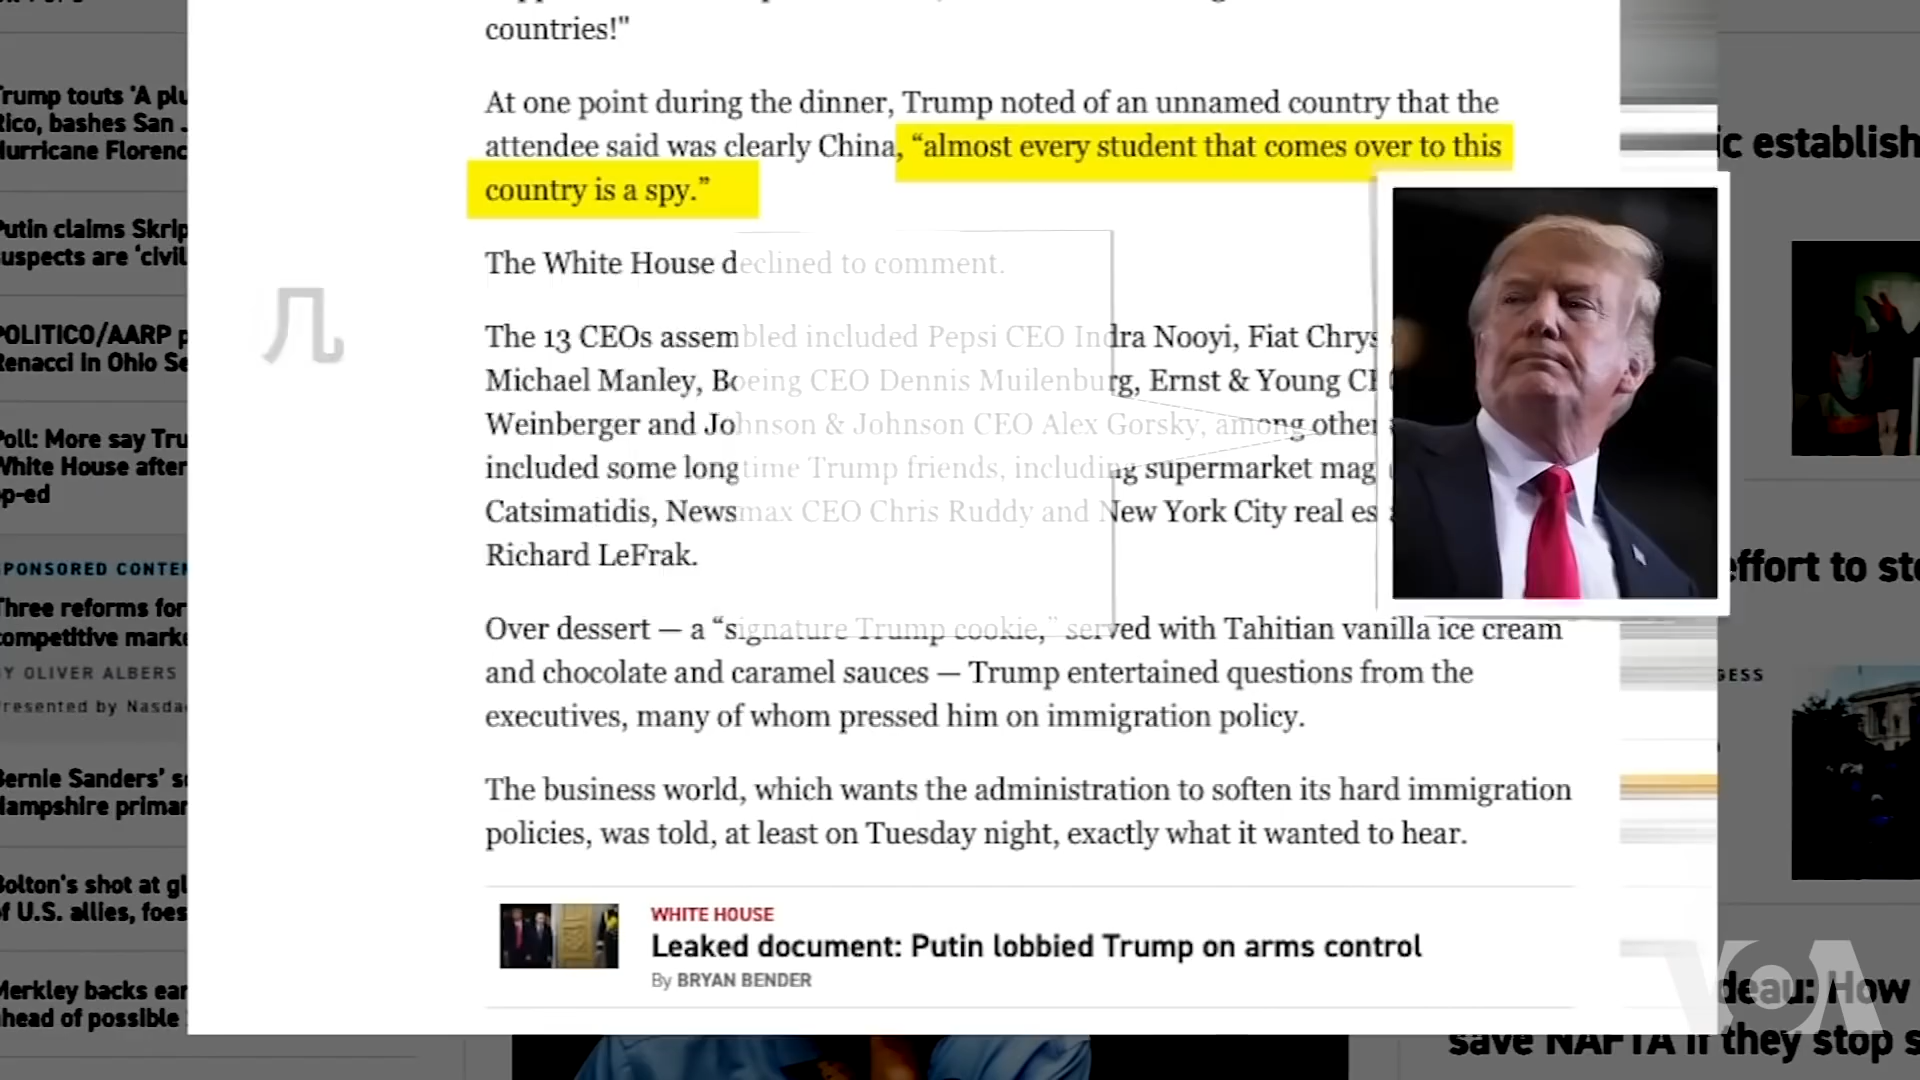 countries!"
At one point during the dinner, Trump noted of an unnamed country that the
attendee said was clearly China, “almost every student that comes over to this
country is a spy.”
The White House declined to comment.
The 13 CEOs assembled included Pepsi CEO Indra Nooyi, Fiat Chrys
Michael Manley, Boeing CEO Dennis Muilenburg, Ernst & Young
Weinberger and Johnson & Johnson CEO Alex Gorsky, among other
included some longtime Trump friends, including supermarket mag
Catsimatidis, Newsmax CEO Chris Ruddy and New York City real es
Richard LeFrak.
Over dessert — a “signature Trump cookie,” served with Tahitian vanilla ice cream
and chocolate and caramel sauces — Trump entertained questions from the
executives, many of whom pressed him on immigration policy.
The business world, which wants the administration to soften its hard immigration
policies, was told, at least on Tuesday night, exactly what it wanted to hear.
WHITE HOUSE
Leaked document: Putin lobbied Trump on arms control
By BRYAN BENDER
几
Trump touts 'A plu
Rico, bashes San
Hurricane Florenc
Putin claims Skrip
suspects are ‘civil
POLITICO/AARP p
Renacci in Ohio Se
Poll: More say Tru
White House after
op-ed
SPONSORED CONTEN
Three reforms for
competitive marke
BY OLIVER ALBERS
Presented by Nasda
Bernie Sanders’ s
Hampshire primar
Bolton's shot at gl
of U.S. allies, foes
Merkley backs ear
ahead of possible
ic establish
effort to st
GESS
deau: How
save NAFTA if they stop s
VOA